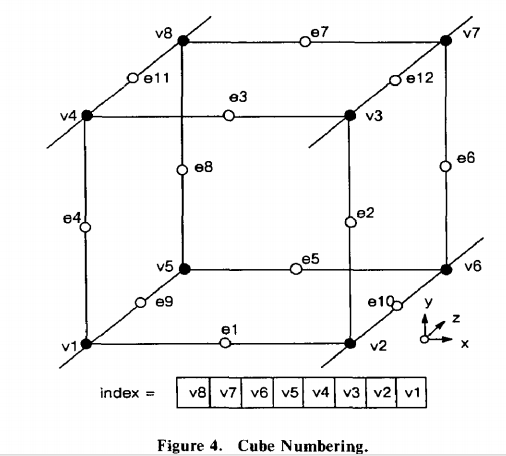 v8
e7
v7
e11
e12
v4
e3
v3
e8
e6
e4
e2
v5
e5
v6
e9
e10
y
z
x
v1
e1
v2
index = v8 v7 v6 v5 v4 v3 v2 v1
Figure 4. Cube Numbering.